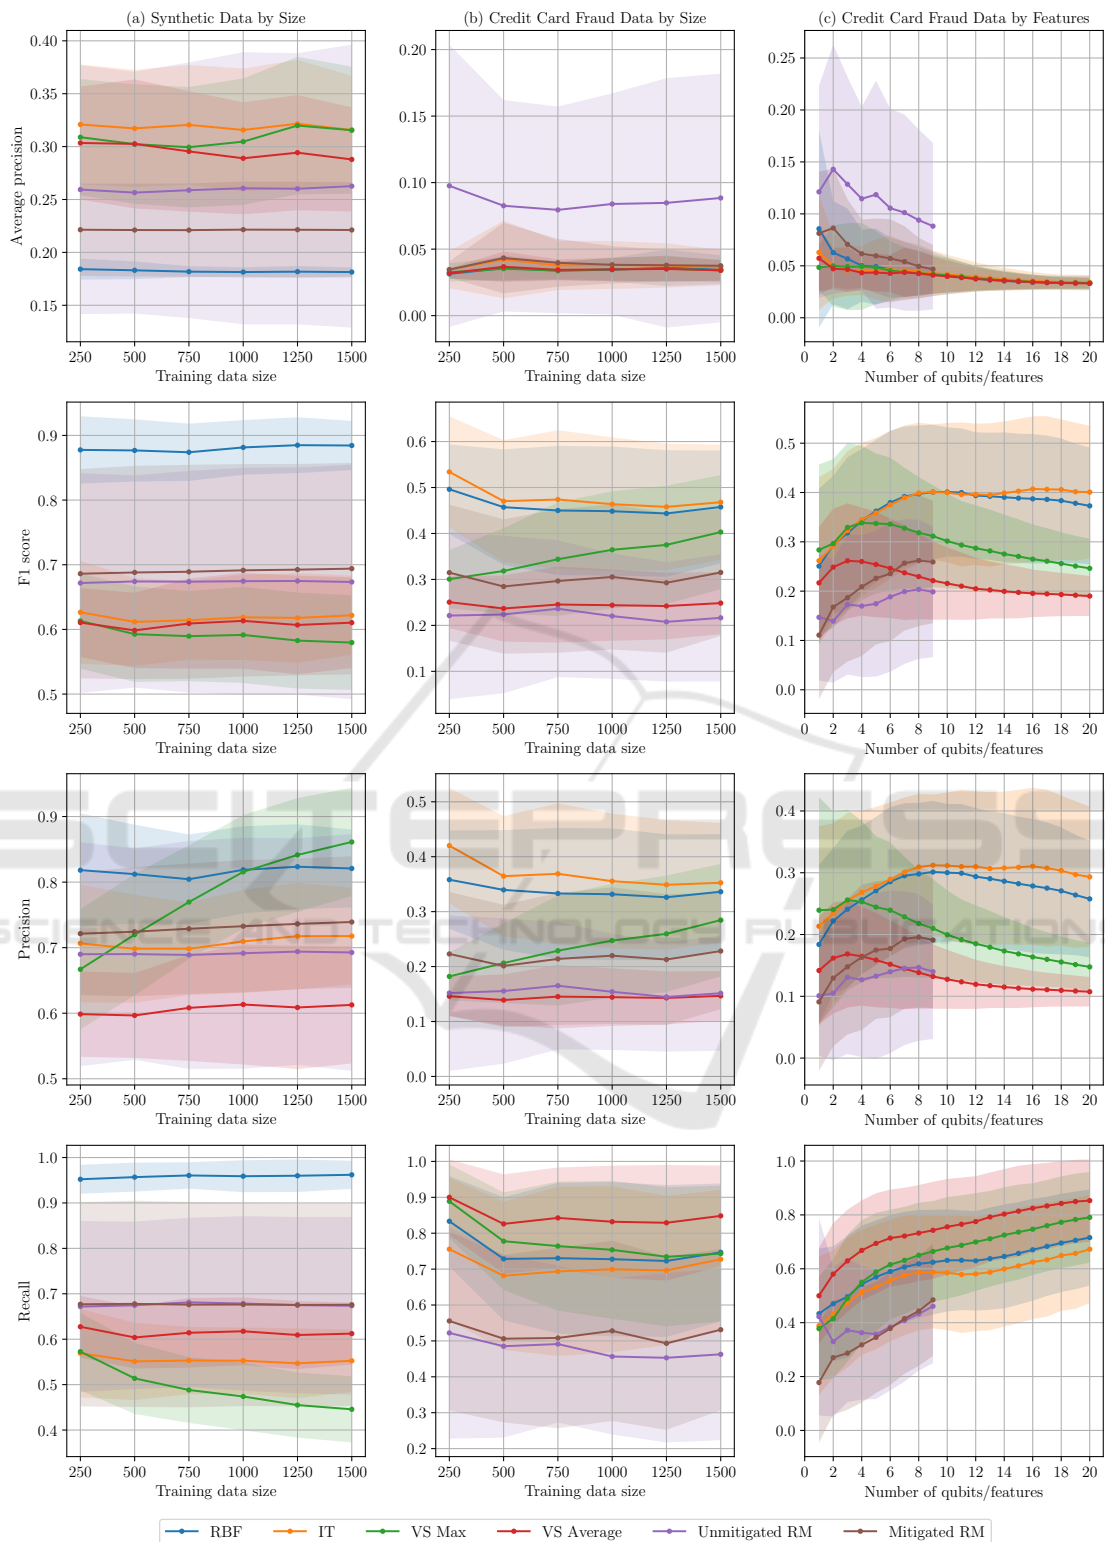 (a) Synthetic Data by Size
(b) Credit Card Fraud Data by Size
(c) Credit Card Fraud Data by Features
Average precision
0.40
0.35
0.30
0.25
0.20
0.15
250 500 750 1000 1250 1500
Training data size
0.20
0.15
0.10
0.05
0.00
250 500 750 1000 1250 1500
Training data size
0.25
0.20
0.15
0.10
0.05
0.00
0 2 4 6 8 10 12 14 16 18 20
Number of qubits/features
F1 score
0.9
0.8
0.7
0.6
0.5
250 500 750 1000 1250 1500
Training data size
0.6
0.5
0.4
0.3
0.2
0.1
250 500 750 1000 1250 1500
Training data size
0.5
0.4
0.3
0.2
0.1
0.0
0 2 4 6 8 10 12 14 16 18 20
Number of qubits/features
Precision
0.9
0.8
0.7
0.6
0.5
250 500 750 1000 1250 1500
Training data size
0.5
0.4
0.3
0.2
0.1
0.0
250 500 750 1000 1250 1500
Training data size
0.4
0.3
0.2
0.1
0.0
0 2 4 6 8 10 12 14 16 18 20
Number of qubits/features
SCITEPRESS
SCIENCE AND TECHNOLOGY PUBLICATIONS
Recall
1.0
0.9
0.8
0.7
0.6
0.5
0.4
250 500 750 1000 1250 1500
Training data size
1.0
0.9
0.8
0.7
0.6
0.5
0.4
0.3
0.2
250 500 750 1000 1250 1500
Training data size
1.0
0.8
0.6
0.4
0.2
0.0
0 2 4 6 8 10 12 14 16 18 20
Number of qubits/features
RBF IT VS Max VS Average Unmitigated RM Mitigated RM